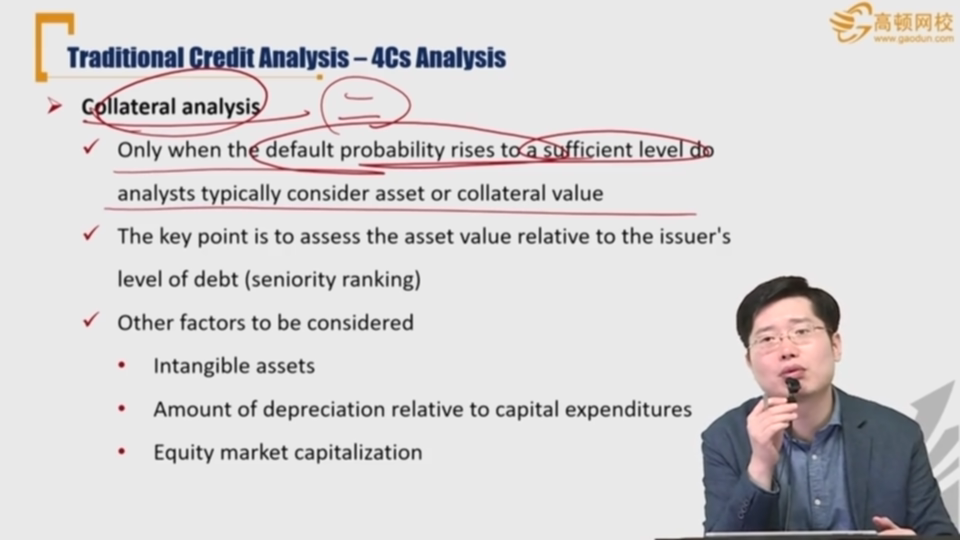 高顿网校
www.gaodun.com
Traditional Credit Analysis – 4Cs Analysis
Collateral analysis
Only when the default probability rises to a sufficient level do
analysts typically consider asset or collateral value
The key point is to assess the asset value relative to the issuer's
level of debt (seniority ranking)
Other factors to be considered
Intangible assets
Amount of depreciation relative to capital expenditures
Equity market capitalization